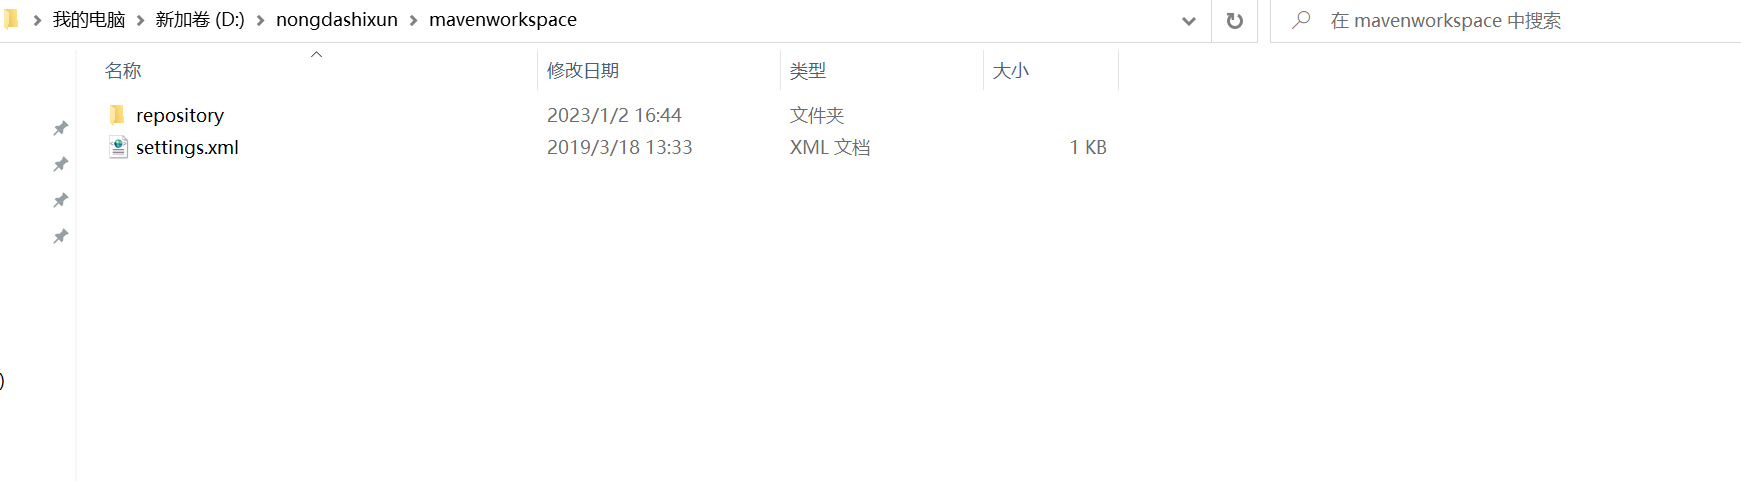 我的电脑 新加卷 (D:) nongdashixun mavenworkspace 在 mavenworkspace 中搜索
名称 修改日期 类型 大小
repository 2023/1/2 16:44 文件夹
settings.xml 2019/3/18 13:33 XML 文档 1 KB
)